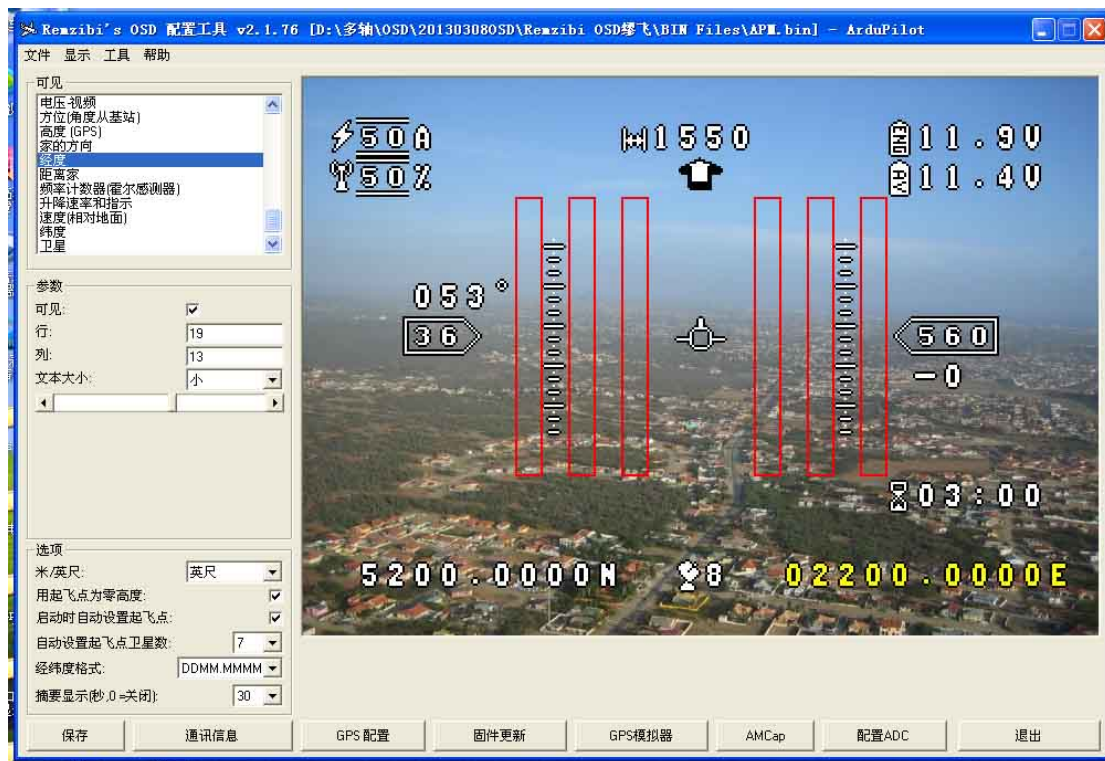 Remzibi's OSD 配置工具 v2.1.76 [D:\多轴\OSD\20130308OSD\Remzibi OSD缪飞\BIN Files\APM.bin] - ArduPilot
文件 显示 工具 帮助
可见
电压-视频
方位(角度从基站)
高度 (GPS)
家的方向
经度
距离家
频率计数器(霍尔感测器)
升降速率和指示
速度(相对地面)
纬度
卫星
参数
可见:
行: 19
列: 13
文本大小: 小
选项
米/英尺: 英尺
用起飞点为零高度:
启动时自动设置起飞点:
自动设置起飞点卫星数: 7
经纬度格式: DDMM.MMMM
摘要显示(秒,0 =关闭): 30
50A 1550 ENG 11.9V
50% AV 11.4V
053°
36 560
-0
03:00
5200.0000N 8 02200.0000E
保存 通讯信息 GPS 配置 固件更新 GPS模拟器 AMCap 配置ADC 退出